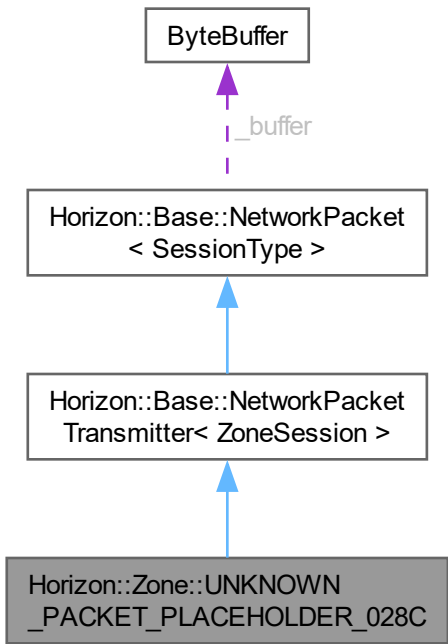 ByteBuffer
_buffer
Horizon::Base::NetworkPacket
< SessionType >
Horizon::Base::NetworkPacket
Transmitter< ZoneSession >
Horizon::Zone::UNKNOWN
_PACKET_PLACEHOLDER_028C